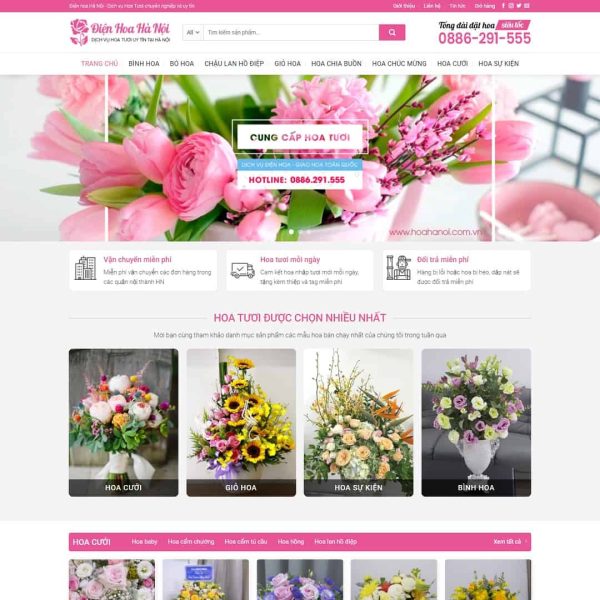 Điện hoa Hà Nội - Dịch vụ Hoa Tươi chuyên nghiệp uy tín
Giới thiệu Liên hệ Tin tức Sitemap
Điện Hoa Hà Nội
DỊCH VỤ HOA TƯƠI UY TÍN TẠI HÀ NỘI
All Tìm kiếm sản phẩm...
Tổng đài đặt hoa siêu tốc
0886-291-555
TRANG CHỦ BÌNH HOA BÓ HOA CHẬU LAN HỒ ĐIỆP GIỎ HOA HOA CHIA BUỒN HOA CHÚC MỪNG HOA CƯỚI HOA SỰ KIỆN
CUNG CẤP HOA TƯƠI
DỊCH VỤ ĐIỆN HOA - GIAO HOA TOÀN QUỐC
HOTLINE: 0886.291.555
www.hoahanoi.com.vn
Vận chuyển miễn phí
Miễn phí vận chuyển các đơn hàng trong
các quận nội thành HN
Hoa tươi mỗi ngày
Cam kết hoa nhập tươi mới mỗi ngày,
tặng kèm thiệp và tag miễn phí
Đổi trả miễn phí
Hàng bị lỗi hoặc hoa bị héo, dập nát sẽ
được đổi trả miễn phí
HOA TƯƠI ĐƯỢC CHỌN NHIỀU NHẤT
Mời bạn cùng tham khảo danh mục sản phẩm các mẫu hoa bán chạy nhất của chúng tôi trong tuần qua
HOA CƯỚI
GIỎ HOA
HOA SỰ KIỆN
BÌNH HOA
HOA CƯỚI Hoa baby Hoa cẩm chướng Hoa cẩm tú cầu Hoa hồng Hoa lan hồ điệp Xem tất cả